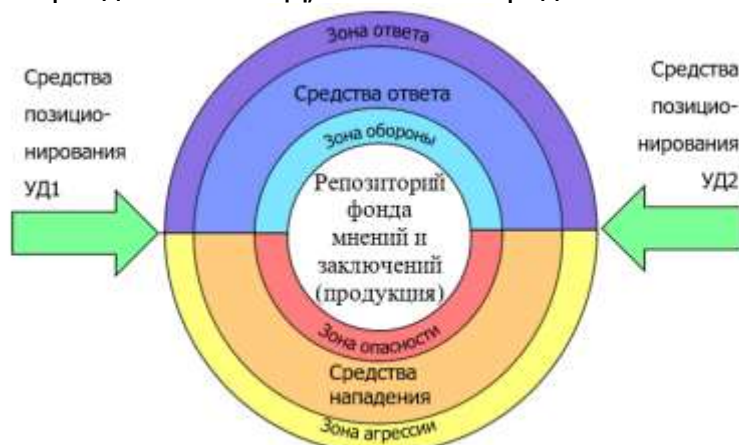 Зона ответа
Средства
позицио-
нирования
УД1
Средства ответа
Зона обороны
Репозиторий
фонда
мнений и
заключений
(продукция)
Средства
позицио-
нирования
УД2
Зона опасности
Средства
нападения
Зона агрессии